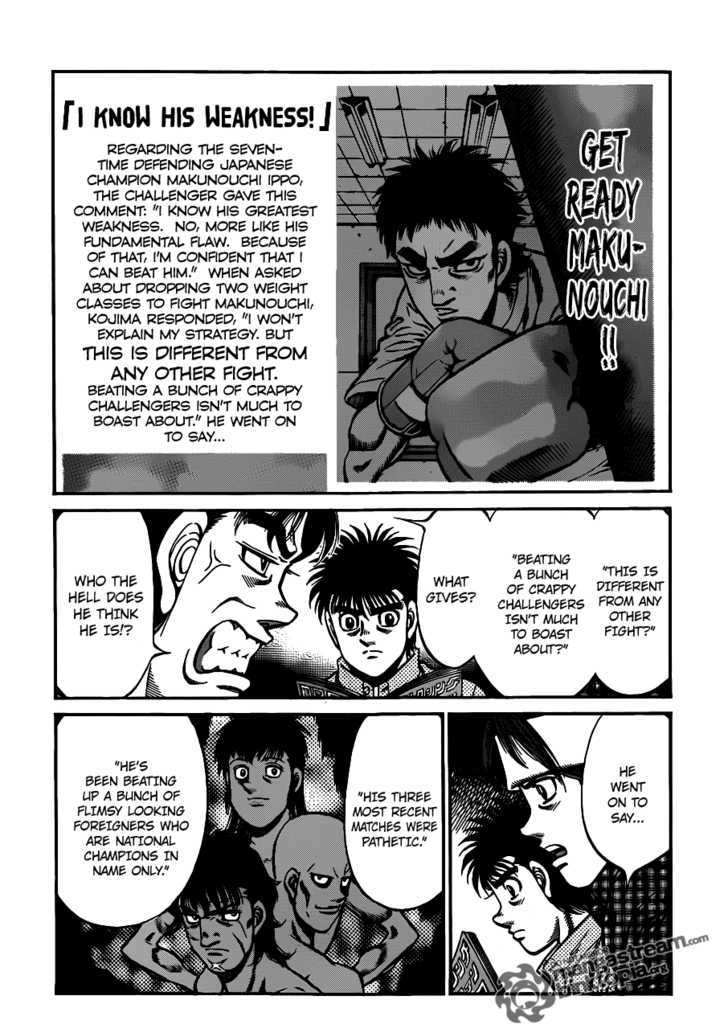 「I KNOW HIS WEAKNESS!」
REGARDING THE SEVEN-
TIME DEFENDING JAPANESE
CHAMPION MAKUNOUCHI IPPO,
THE CHALLENGER GAVE THIS
COMMENT: "I KNOW HIS GREATEST
WEAKNESS. NO, MORE LIKE HIS
FUNDAMENTAL FLAW. BECAUSE
OF THAT, I'M CONFIDENT THAT I
CAN BEAT HIM." WHEN ASKED
ABOUT DROPPING TWO WEIGHT
CLASSES TO FIGHT MAKUNOUCHI,
KOJIMA RESPONDED, "I WON'T
EXPLAIN MY STRATEGY. BUT
THIS IS DIFFERENT FROM
ANY OTHER FIGHT.
BEATING A BUNCH OF CRAPPY
CHALLENGERS ISN'T MUCH TO
BOAST ABOUT." HE WENT ON
TO SAY...
GET
READY
MAKU-
NOUCHI
!!
"THIS IS
DIFFERENT
FROM ANY
OTHER
FIGHT?"
"BEATING
A BUNCH
OF CRAPPY
CHALLENGERS
ISN'T MUCH
TO BOAST
ABOUT?"
WHAT
GIVES?
WHO THE
HELL DOES
HE THINK
HE IS!?
HE
WENT
ON TO
SAY...
"HIS THREE
MOST RECENT
MATCHES WERE
PATHETIC."
"HE'S
BEEN BEATING
UP A BUNCH OF
FLIMSY LOOKING
FOREIGNERS WHO
ARE NATIONAL
CHAMPIONS IN
NAME ONLY."
mangastream.com